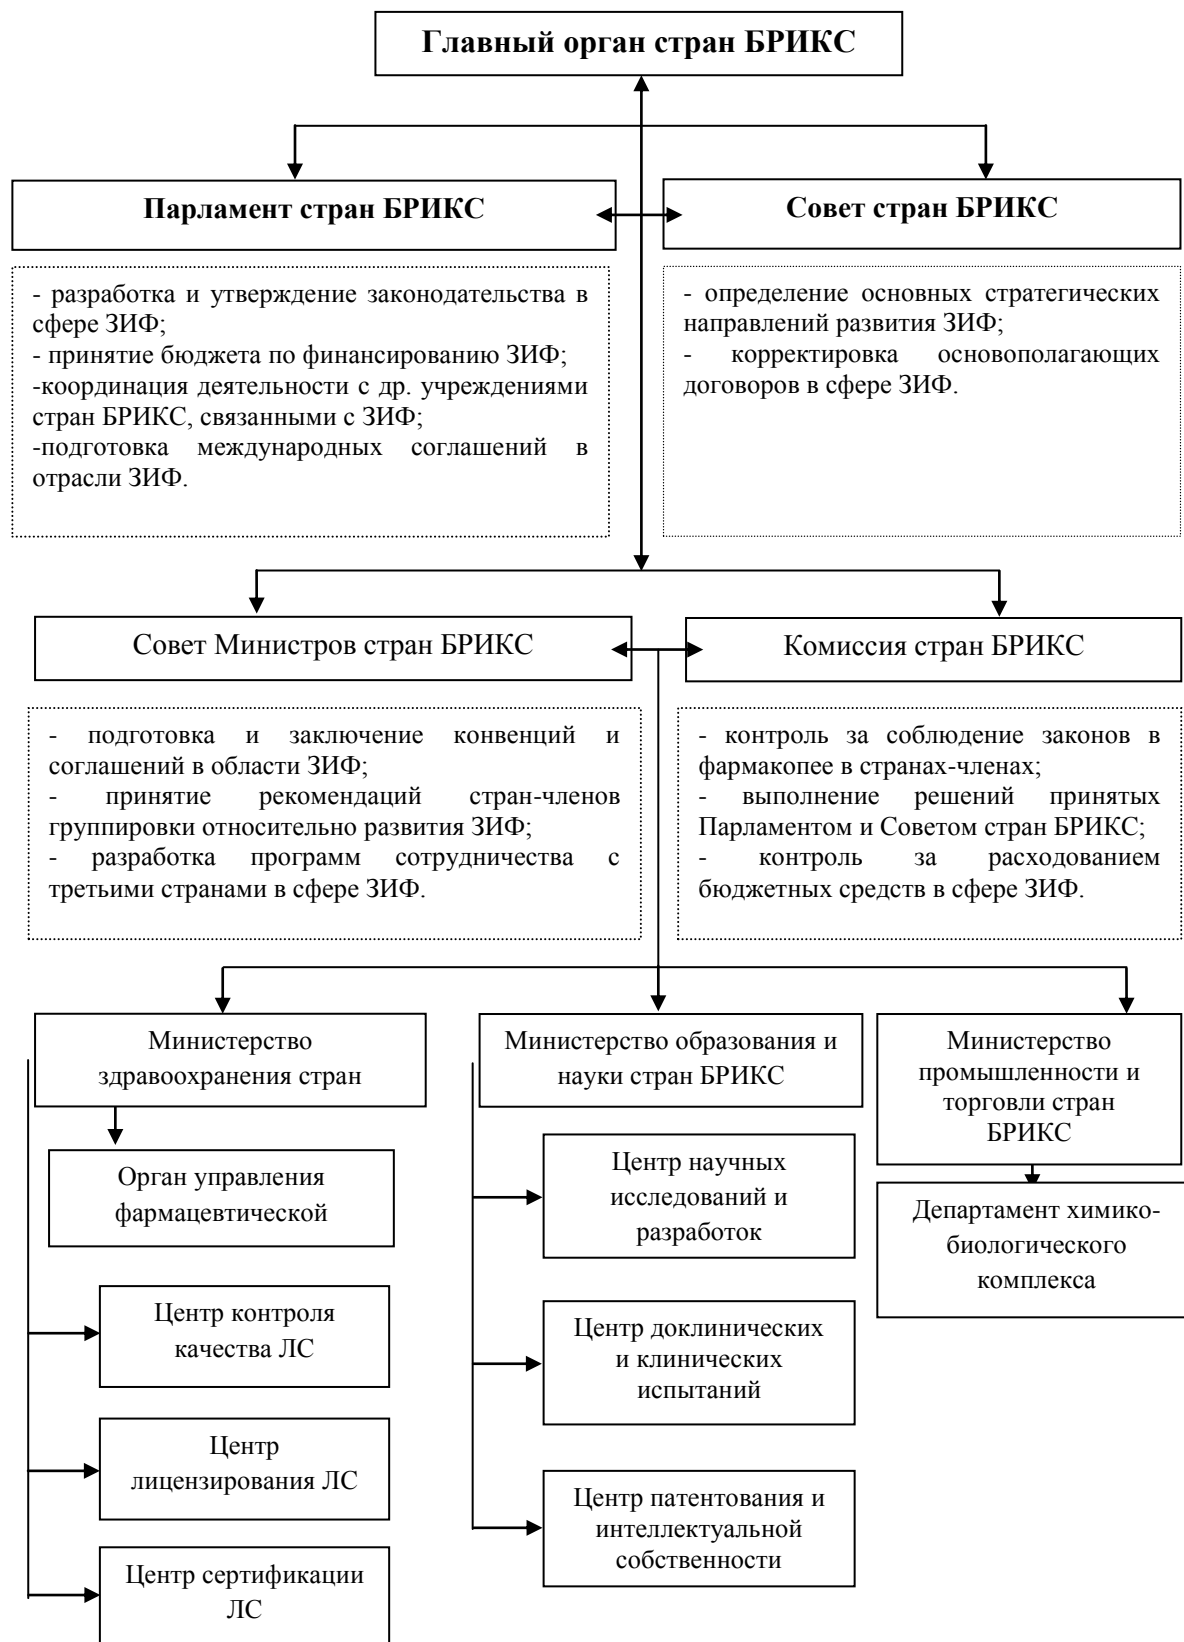 Главный орган стран БРИКС
Парламент стран БРИКС
Совет стран БРИКС
- разработка и утверждение законодательства в
сфере ЗИФ;
- принятие бюджета по финансированию ЗИФ;
-координация деятельности с др. учреждениями
стран БРИКС, связанными с ЗИФ;
-подготовка международных соглашений в
отрасли ЗИФ.
- определение основных стратегических
направлений развития ЗИФ;
- корректировка основополагающих
договоров в сфере ЗИФ.
Совет Министров стран БРИКС
Комиссия стран БРИКС
- подготовка и заключение конвенций и
соглашений в области ЗИФ;
- принятие рекомендаций стран-членов
группировки относительно развития ЗИФ;
- разработка программ сотрудничества с
третьими странами в сфере ЗИФ.
- контроль за соблюдение законов в
фармакопее в странах-членах;
- выполнение решений принятых
Парламентом и Советом стран БРИКС;
- контроль за расходованием
бюджетных средств в сфере ЗИФ.
Министерство
здравоохранения стран
Орган управления
фармацевтической
Центр контроля
качества ЛС
Центр
лицензирования ЛС
Центр сертификации
ЛС
Министерство образования и
науки стран БРИКС
Центр научных
исследований и
разработок
Центр доклинических
и клинических
испытаний
Центр патентования и
интеллектуальной
собственности
Министерство
промышленности и
торговли стран
БРИКС
Департамент химико-
биологического
комплекса